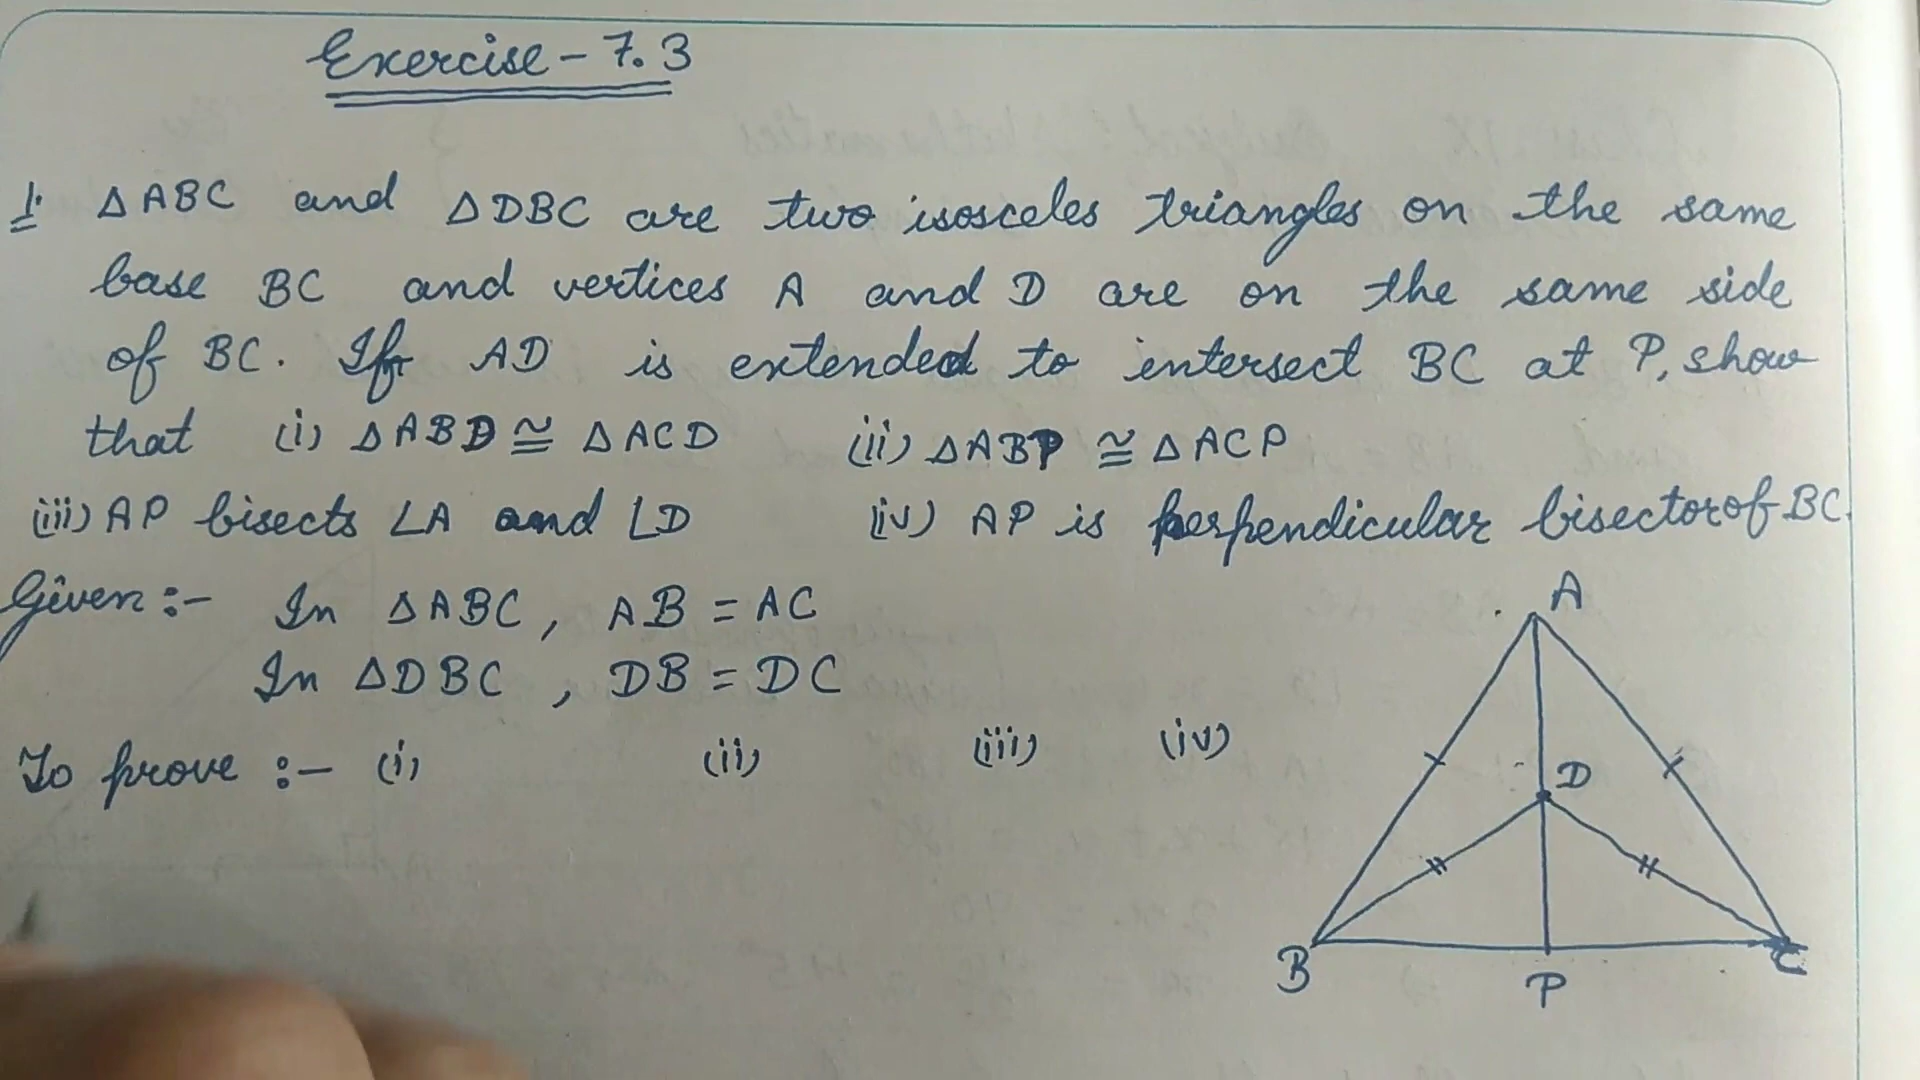 Exercise - 7.3
1. ΔABC and ΔDBC are two isosceles triangles on the same
base BC and vertices A and D are on the same side
of BC. If AD is extended to intersect BC at P, show
that (i) ΔABD ≅ ΔACD (ii) ΔABP ≅ ΔACP
(iii) AP bisects ∠A and ∠D (iv) AP is perpendicular bisector of BC.
Given :- In ΔABC, AB = AC
In ΔDBC, DB = DC
To prove :- (i) (ii) (iii) (iv)
A
D
B
P
C